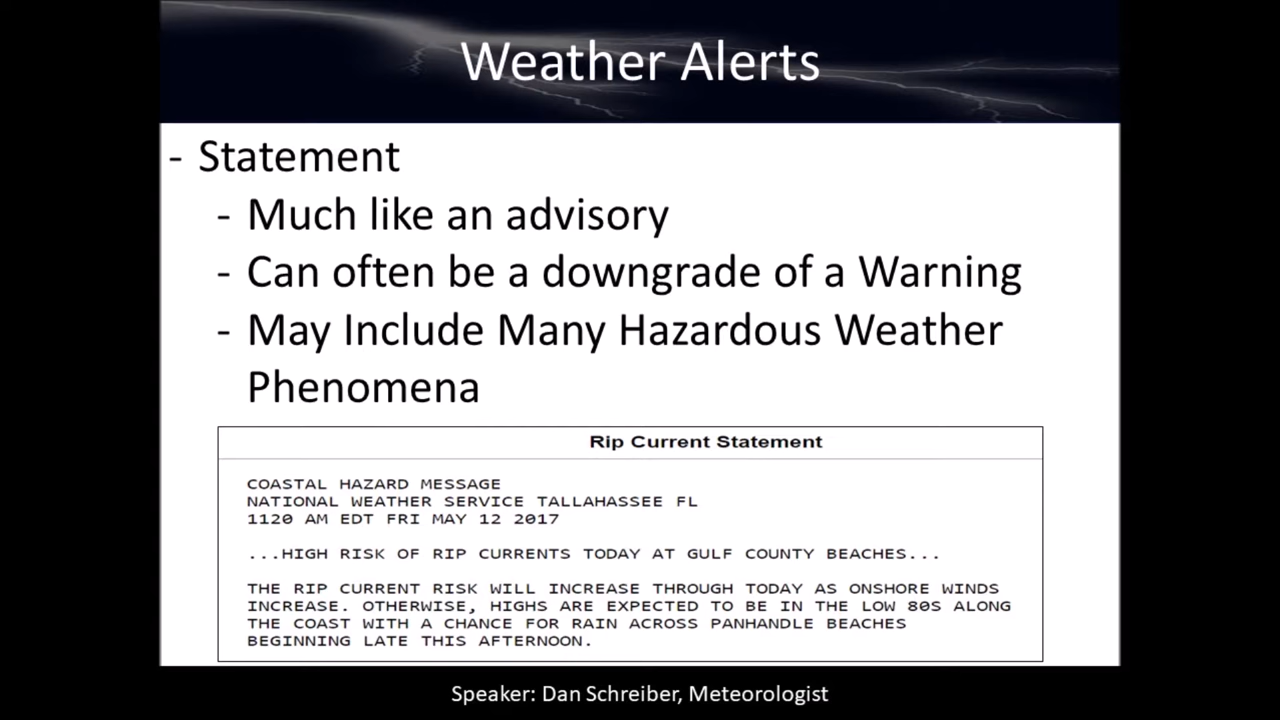 Weather Alerts
- Statement
- Much like an advisory
- Can often be a downgrade of a Warning
- May Include Many Hazardous Weather
Phenomena
Rip Current Statement
COASTAL HAZARD MESSAGE
NATIONAL WEATHER SERVICE TALLAHASSEE FL
1120 AM EDT FRI MAY 12 2017
...HIGH RISK OF RIP CURRENTS TODAY AT GULF COUNTY BEACHES...
THE RIP CURRENT RISK WILL INCREASE THROUGH TODAY AS ONSHORE WINDS
INCREASE. OTHERWISE, HIGHS ARE EXPECTED TO BE IN THE LOW 80S ALONG
THE COAST WITH A CHANCE FOR RAIN ACROSS PANHANDLE BEACHES
BEGINNING LATE THIS AFTERNOON.
Speaker: Dan Schreiber, Meteorologist